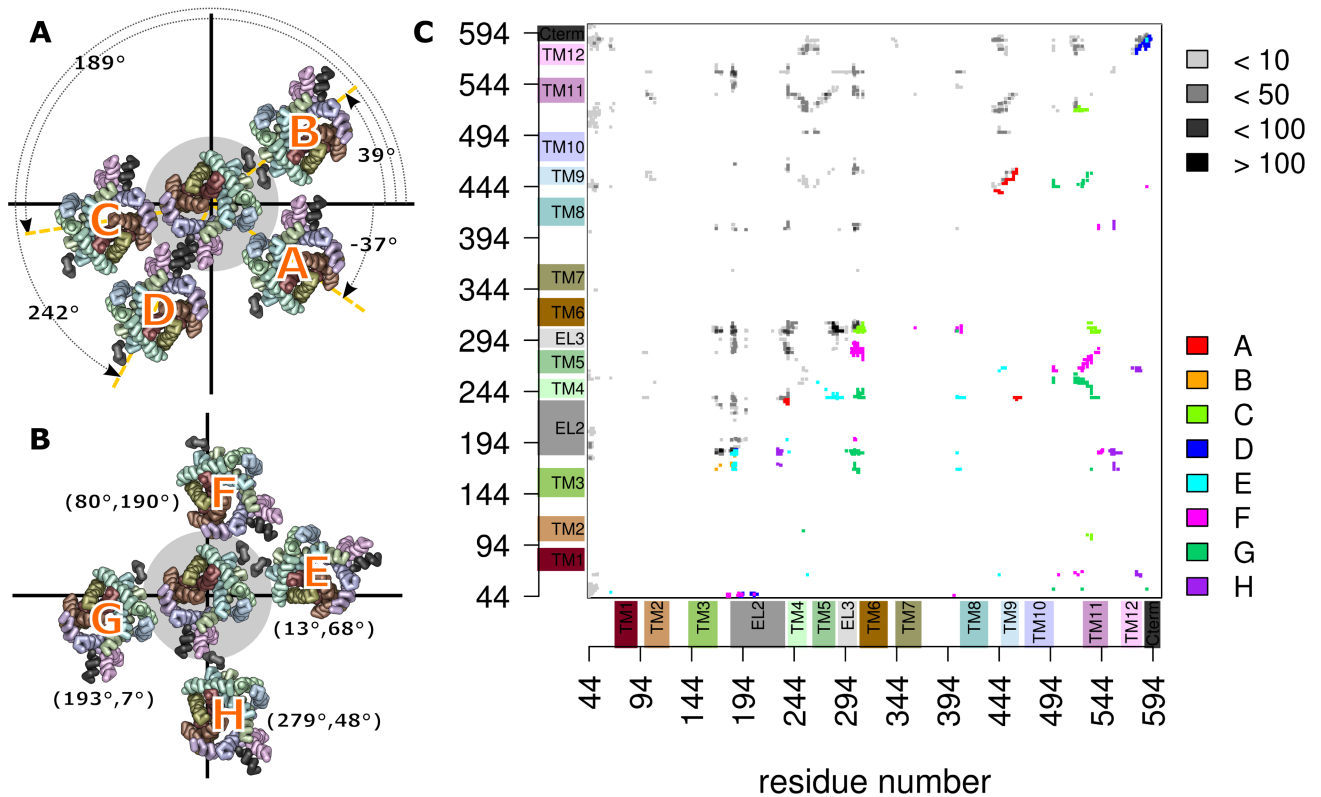 A
189°
B
39°
C
-37°
A
D
242°
B
F
(80°,190°)
E
(13°,68°)
G
(193°,7°)
H
(279°,48°)
C
594
544
494
444
394
344
294
244
194
144
94
44
Cterm
TM12
TM11
TM10
TM9
TM8
TM7
TM6
EL3
TM5
TM4
EL2
TM3
TM2
TM1
TM1
TM2
TM3
EL2
TM4
TM5
EL3
TM6
TM7
TM8
TM9
TM10
TM11
TM12
Cterm
44
94
144
194
244
294
344
394
444
494
544
594
residue number
< 10
< 50
< 100
> 100
A
B
C
D
E
F
G
H